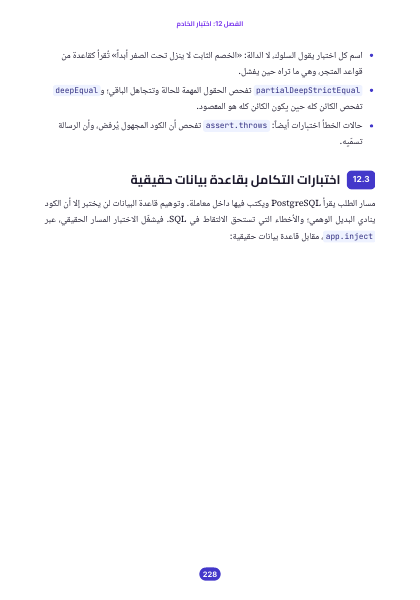 الفصل 12: اختبار الخادم
• اسم كل اختبار يقول السلوك، لا الدالة: «الخصم الثابت لا ينزل تحت الصفر أبداً» تُقرأ كقاعدة من
قواعد المتجر، وهي ما تراه حين يفشل.
• partialDeepStrictEqual تفحص الحقول المهمة للحالة وتتجاهل الباقي؛ و deepEqual
تفحص الكائن كله حين يكون الكائن كله هو المقصود.
• حالات الخطأ اختبارات أيضاً: assert.throws تفحص أن الكود المجهول يُرفض، وأن الرسالة
تسمّيه.
12.3 اختبارات التكامل بقاعدة بيانات حقيقية
مسار الطلب يقرأ PostgreSQL ويكتب فيها داخل معاملة. وتوهيم قاعدة البيانات لن يختبر إلا أن الكود
ينادي البديل الوهمي؛ والأخطاء التي تستحق الالتقاط في SQL. فيشغّل الاختبار المسار الحقيقي، عبر
app.inject، مقابل قاعدة بيانات حقيقية:
228